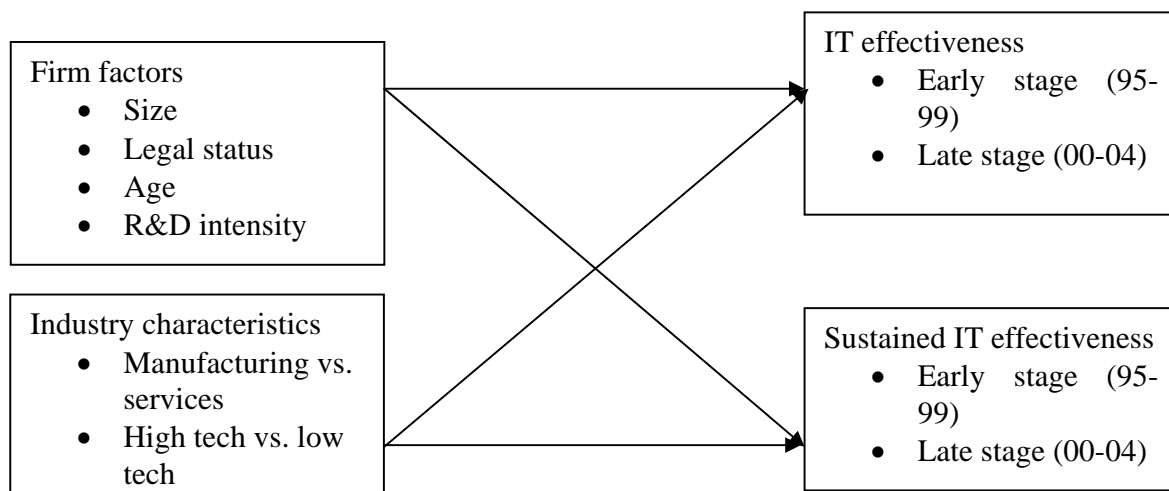 Firm factors
• Size
• Legal status
• Age
• R&D intensity
IT effectiveness
• Early stage (95-
99)
• Late stage (00-04)
Industry characteristics
• Manufacturing vs.
services
• High tech vs. low
tech
Sustained IT effectiveness
• Early stage (95-
99)
• Late stage (00-04)